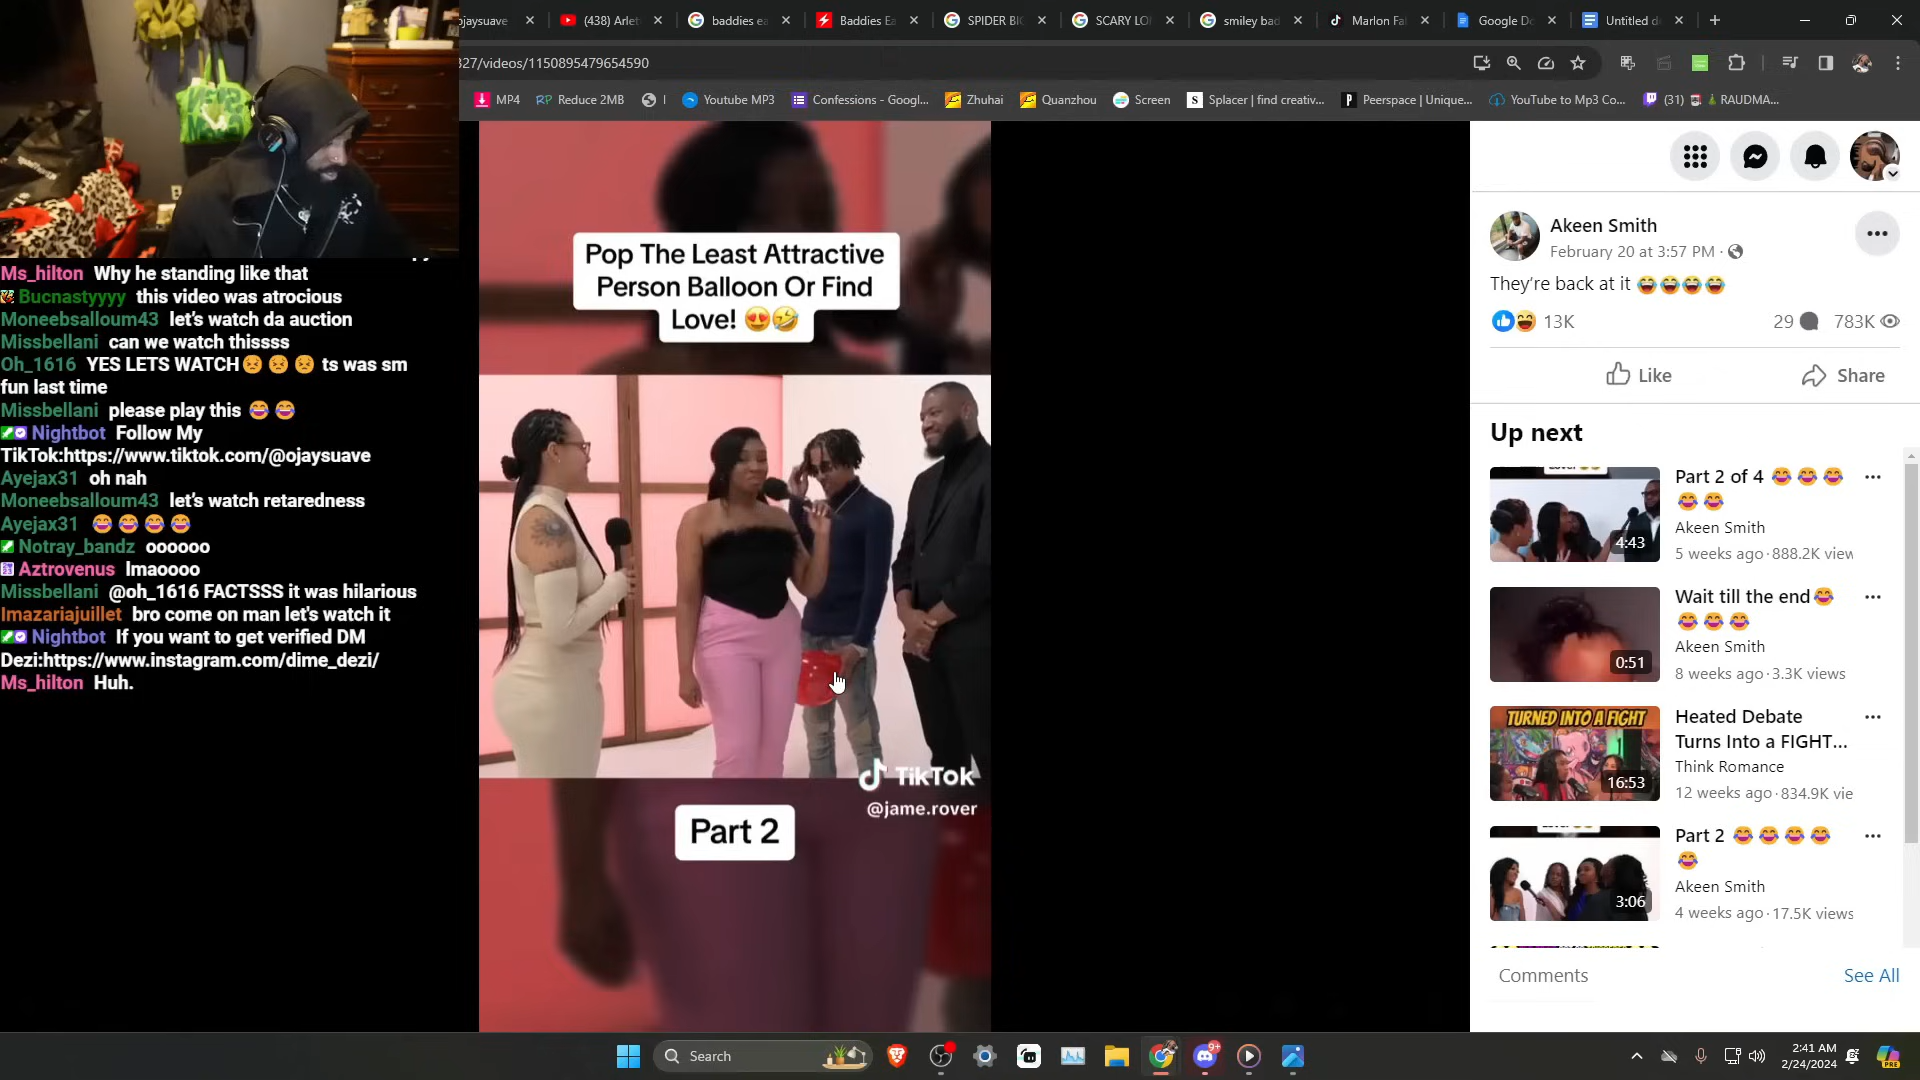 ojaysuave
(438) Arlet
baddies ea
Baddies Ea
SPIDER BI
SCARY LO
smiley bad
Marlon Fa
Google Do
Untitled d
327/videos/1150895479654590
MP4
Reduce 2MB
Youtube MP3
Confessions - Googl...
Zhuhai
Quanzhou
Screen
Splacer | find creativ...
Peerspace | Unique...
YouTube to Mp3 Co...
(31) RAUDMA...
Ms_hilton Why he standing like that
Bucnastyyyy this video was atrocious
Moneebsalloum43 let's watch da auction
Missbellani can we watch thissss
Oh_1616 YES LETS WATCH😣 😣 😣 ts was sm
fun last time
Missbellani please play this 😂 😂
Nightbot Follow My
TikTok:https://www.tiktok.com/@ojaysuave
Ayejax31 oh nah
Moneebsalloum43 let's watch retaredness
Ayejax31 😂 😂 😂 😂
Notray_bandz oooooo
Aztrovenus lmaoooo
Missbellani @oh_1616 FACTSSS it was hilarious
Imazariajuillet bro come on man let's watch it
Nightbot If you want to get verified DM
Dezi:https://www.instagram.com/dime_dezi/
Ms_hilton Huh.
Pop The Least Attractive
Person Balloon Or Find
Love! 😍🤣
TikTok
@jame.rover
Part 2
Akeen Smith
February 20 at 3:57 PM ·
They're back at it 😂😂😂😂
13K
29
783K
Like
Share
Up next
4:43
Part 2 of 4 😂 😂 😂
😂 😂
Akeen Smith
5 weeks ago · 888.2K view
0:51
Wait till the end😂
😂 😂 😂
Akeen Smith
8 weeks ago · 3.3K views
TURNED INTO A FIGHT
16:53
Heated Debate
Turns Into a FIGHT...
Think Romance
12 weeks ago · 834.9K vie
3:06
Part 2 😂 😂 😂 😂
😂
Akeen Smith
4 weeks ago · 17.5K views
Comments
See All
Search
9+
2:41 AM
2/24/2024
PRE